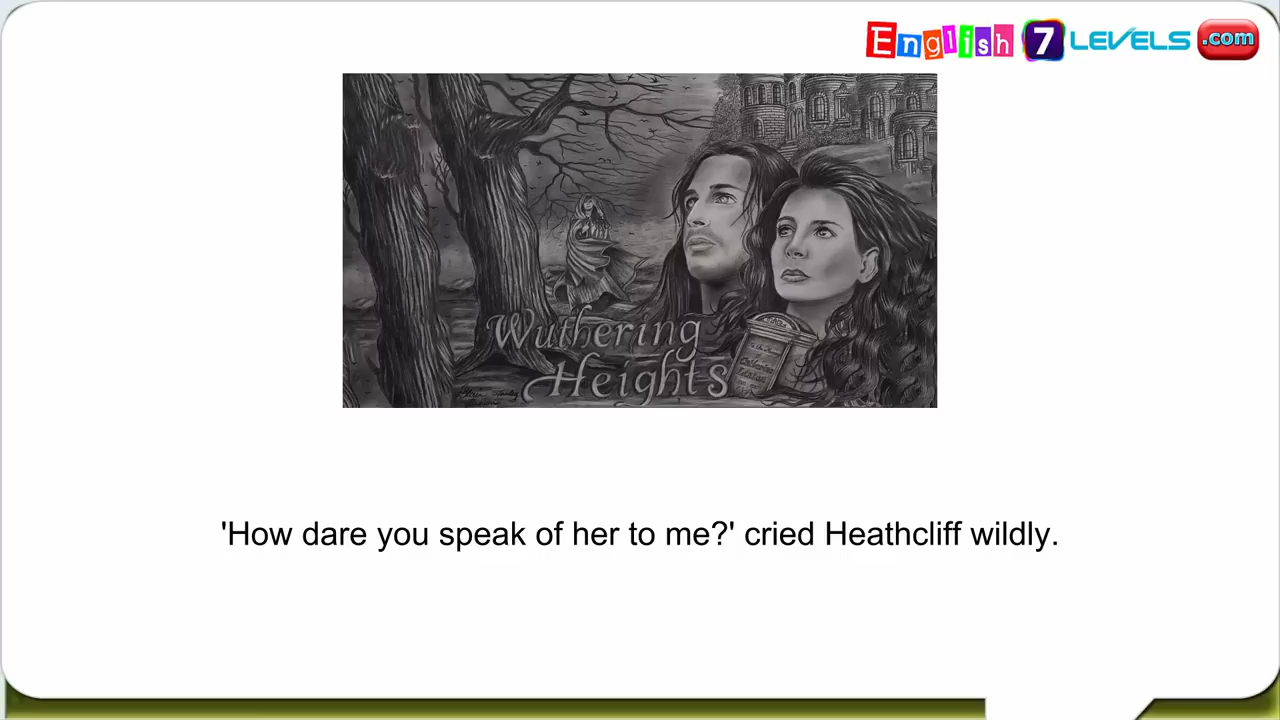 English 7 LEVELS .com
Wuthering
Heights
'How dare you speak of her to me?' cried Heathcliff wildly.